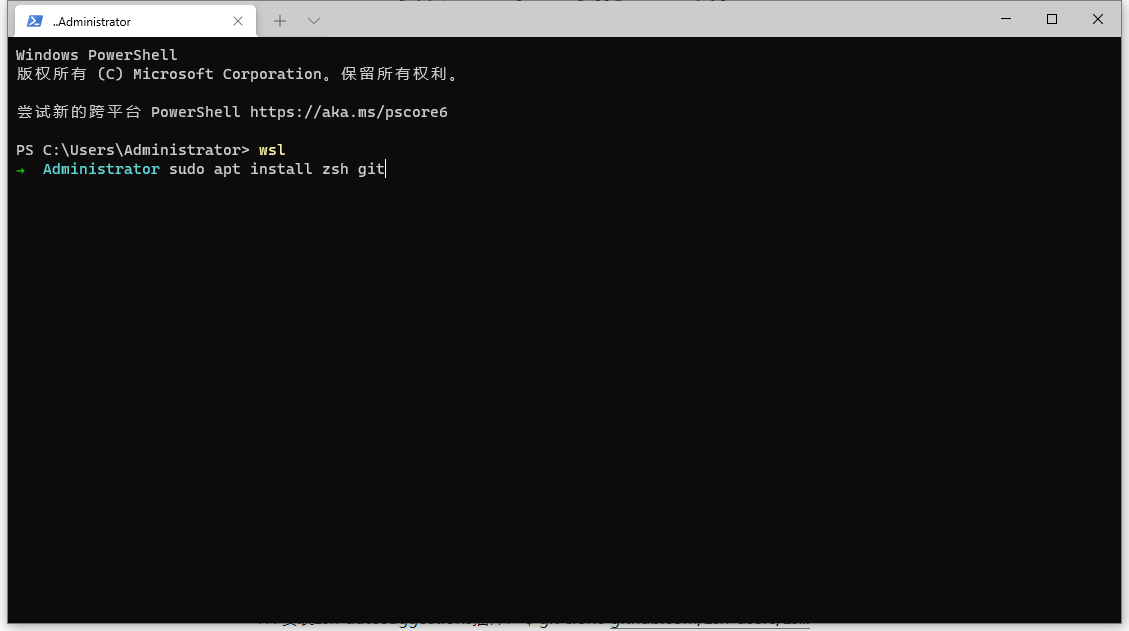 ..Administrator
Windows PowerShell
版权所有 (C) Microsoft Corporation。保留所有权利。
尝试新的跨平台 PowerShell https://aka.ms/pscore6
PS C:\Users\Administrator> wsl
→ Administrator sudo apt install zsh git